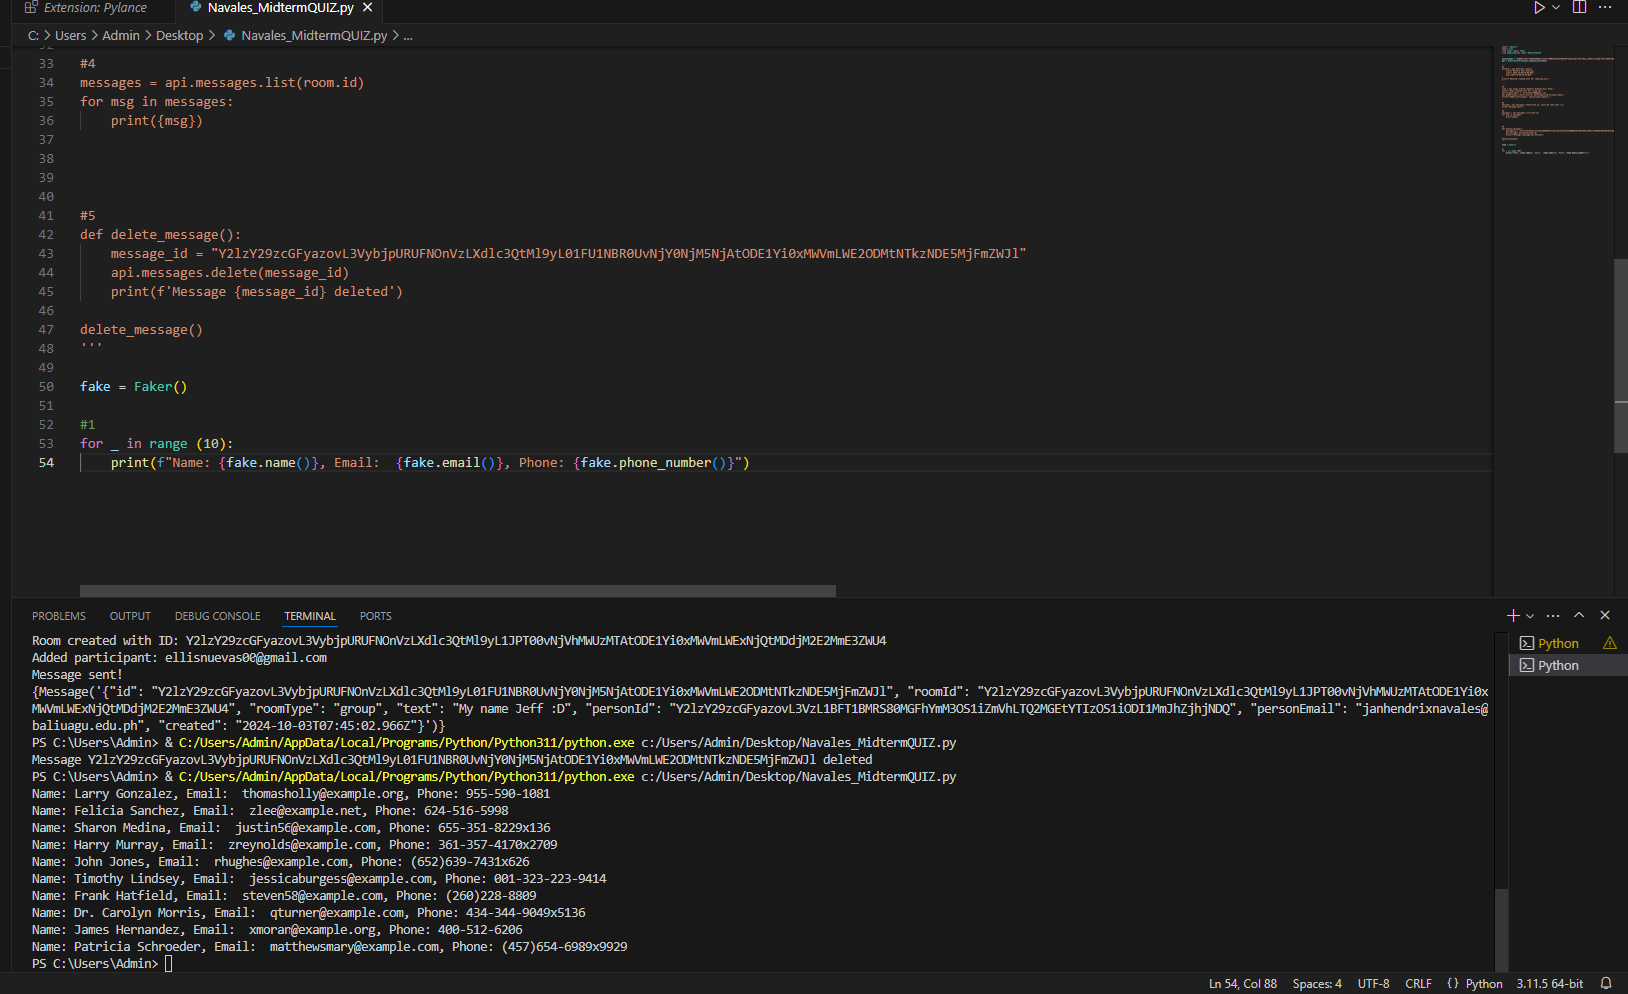 Extension: Pylance
Navales_MidtermQUIZ.py
C: > Users > Admin > Desktop > Navales_MidtermQUIZ.py > ...
33 #4
34 messages = api.messages.list(room.id)
35 for msg in messages:
36 print({msg})
37
38
39
40
41 #5
42 def delete_message():
43 message_id = "Y2lzY29zcGFyazovL3VybjpURUFNOnVzLXdlc3QtMl9yL01FU1NBR0UvNjY0NjM5NjAtODE1Yi0xMWVmLWE2ODMtNTkzNDE5MjFmZWJl"
44 api.messages.delete(message_id)
45 print(f'Message {message_id} deleted')
46
47 delete_message()
48 '''
49
50 fake = Faker()
51
52 #1
53 for _ in range (10):
54 print(f"Name: {fake.name()}, Email:  {fake.email()}, Phone: {fake.phone_number()}")
PROBLEMS OUTPUT DEBUG CONSOLE TERMINAL PORTS
Python
Python
Room created with ID: Y2lzY29zcGFyazovL3VybjpURUFNOnVzLXdlc3QtMl9yL1JPT00vNjVhMWUzMTAtODE1Yi0xMWVmLWExNjQtMDdjM2E2MmE3ZWU4
Added participant: ellisnuevas00@gmail.com
Message sent!
{Message('{"id": "Y2lzY29zcGFyazovL3VybjpURUFNOnVzLXdlc3QtMl9yL01FU1NBR0UvNjY0NjM5NjAtODE1Yi0xMWVmLWE2ODMtNTkzNDE5MjFmZWJl", "roomId": "Y2lzY29zcGFyazovL3VybjpURUFNOnVzLXdlc3QtMl9yL1JPT00vNjVhMWUzMTAtODE1Yi0x
MWVmLWExNjQtMDdjM2E2MmE3ZWU4", "roomType": "group", "text": "My name Jeff :D", "personId": "Y2lzY29zcGFyazovL3VzL1BFT1BMRS80MGFhYmM3OS1iZmVhLTQ2MGEtYTIzOS1iODI1MmJhZjhjNDQ", "personEmail": "janhendrixnavales@
baliuagu.edu.ph", "created": "2024-10-03T07:45:02.966Z"}')}
PS C:\Users\Admin> & C:/Users/Admin/AppData/Local/Programs/Python/Python311/python.exe c:/Users/Admin/Desktop/Navales_MidtermQUIZ.py
Message Y2lzY29zcGFyazovL3VybjpURUFNOnVzLXdlc3QtMl9yL01FU1NBR0UvNjY0NjM5NjAtODE1Yi0xMWVmLWE2ODMtNTkzNDE5MjFmZWJl deleted
PS C:\Users\Admin> & C:/Users/Admin/AppData/Local/Programs/Python/Python311/python.exe c:/Users/Admin/Desktop/Navales_MidtermQUIZ.py
Name: Larry Gonzalez, Email:  thomasholly@example.org, Phone: 955-590-1081
Name: Felicia Sanchez, Email:  zlee@example.net, Phone: 624-516-5998
Name: Sharon Medina, Email:  justin56@example.com, Phone: 655-351-8229x136
Name: Harry Murray, Email:  zreynolds@example.com, Phone: 361-357-4170x2709
Name: John Jones, Email:  rhughes@example.com, Phone: (652)639-7431x626
Name: Timothy Lindsey, Email:  jessicaburgess@example.com, Phone: 001-323-223-9414
Name: Frank Hatfield, Email:  steven58@example.com, Phone: (260)228-8809
Name: Dr. Carolyn Morris, Email:  qturner@example.com, Phone: 434-344-9049x5136
Name: James Hernandez, Email:  xmoran@example.org, Phone: 400-512-6206
Name: Patricia Schroeder, Email:  matthewsmary@example.com, Phone: (457)654-6989x9929
PS C:\Users\Admin>
Ln 54, Col 88 Spaces: 4 UTF-8 CRLF {} Python 3.11.5 64-bit